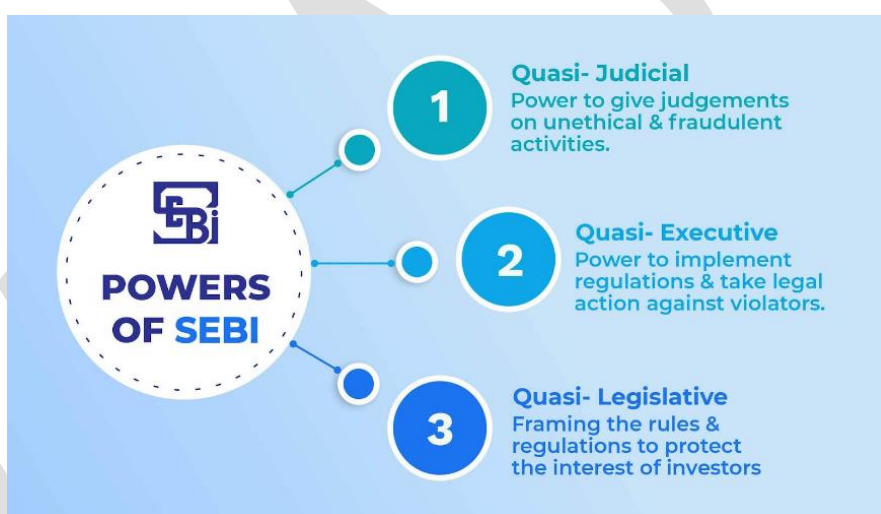 SEBi
POWERS
OF SEBI
1
Quasi- Judicial
Power to give judgements
on unethical & fraudulent
activities.
2
Quasi- Executive
Power to implement
regulations & take legal
action against violators.
3
Quasi- Legislative
Framing the rules &
regulations to protect
the interest of investors